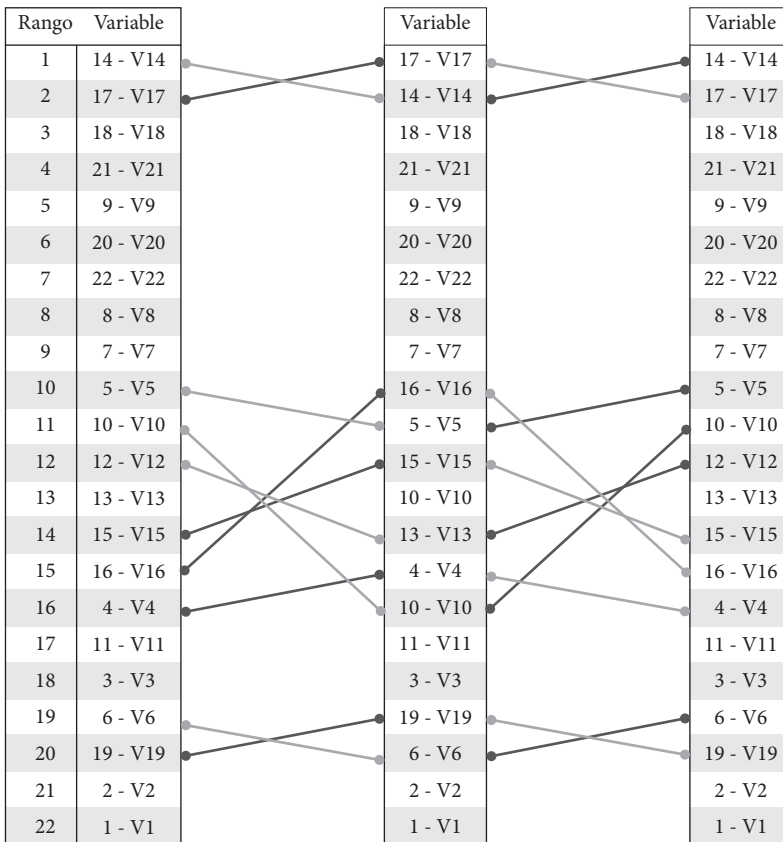 Rango Variable Variable Variable
1 14 - V14 17 - V17 14 - V14
2 17 - V17 14 - V14 17 - V17
3 18 - V18 18 - V18 18 - V18
4 21 - V21 21 - V21 21 - V21
5 9 - V9 9 - V9 9 - V9
6 20 - V20 20 - V20 20 - V20
7 22 - V22 22 - V22 22 - V22
8 8 - V8 8 - V8 8 - V8
9 7 - V7 7 - V7 7 - V7
10 5 - V5 16 - V16 5 - V5
11 10 - V10 5 - V5 10 - V10
12 12 - V12 15 - V15 12 - V12
13 13 - V13 10 - V10 13 - V13
14 15 - V15 13 - V13 15 - V15
15 16 - V16 4 - V4 16 - V16
16 4 - V4 10 - V10 4 - V4
17 11 - V11 11 - V11 11 - V11
18 3 - V3 3 - V3 3 - V3
19 6 - V6 19 - V19 6 - V6
20 19 - V19 6 - V6 19 - V19
21 2 - V2 2 - V2 2 - V2
22 1 - V1 1 - V1 1 - V1